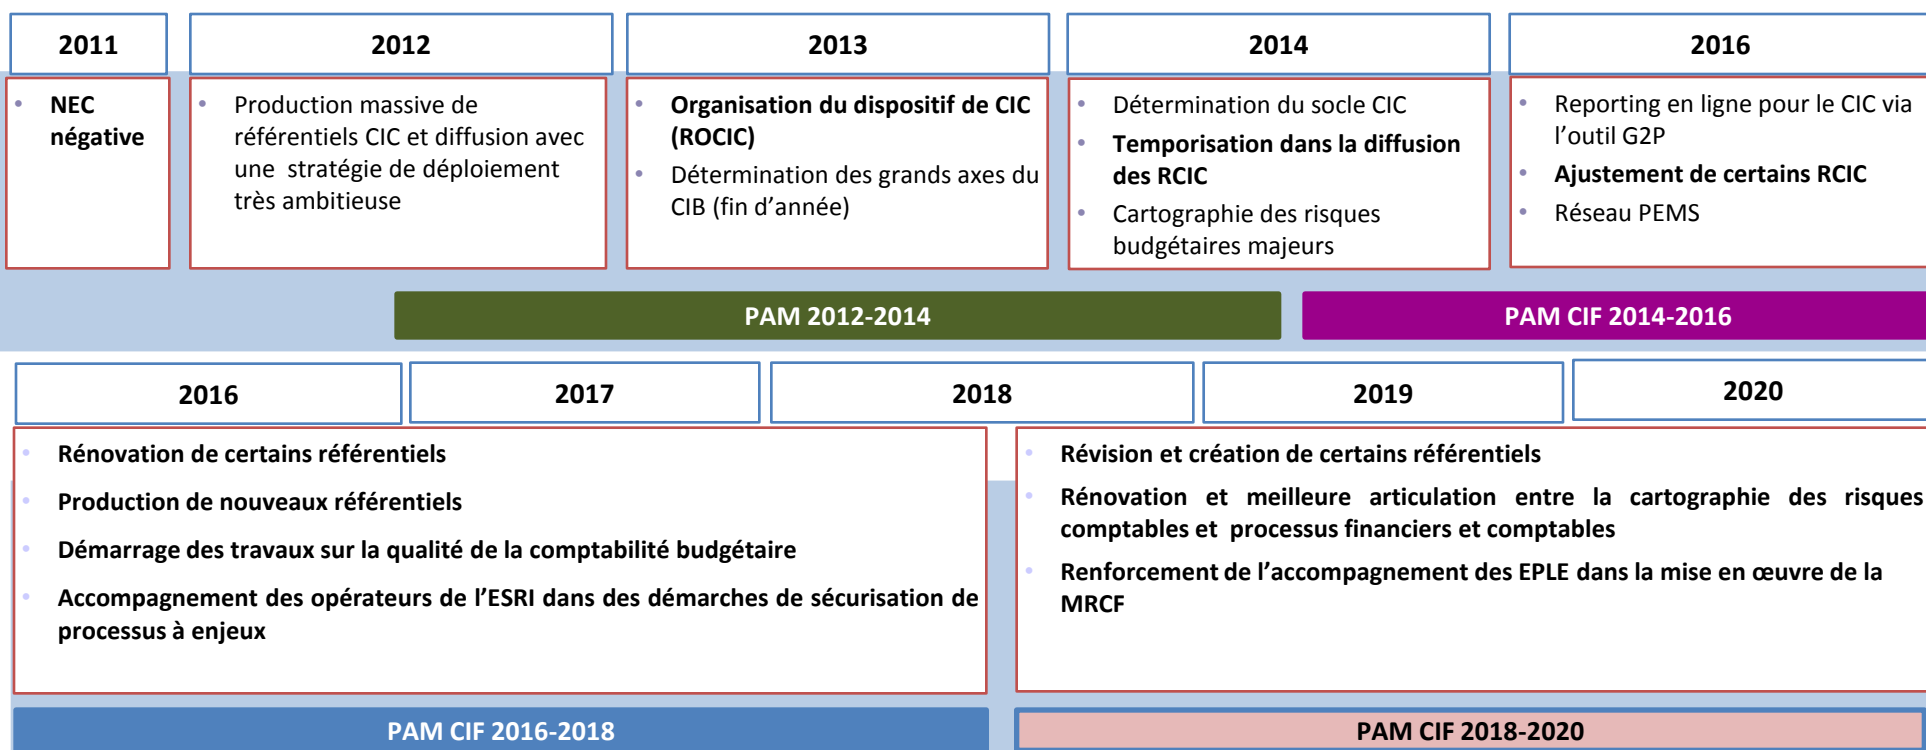 2011
2012
2013
2014
2016
• NEC
négative
• Production massive de
référentiels CIC et diffusion avec
une stratégie de déploiement
très ambitieuse
• Organisation du dispositif de CIC
(ROCIC)
• Détermination des grands axes du
CIB (fin d’année)
• Détermination du socle CIC
• Temporisation dans la diffusion
des RCIC
• Cartographie des risques
budgétaires majeurs
• Reporting en ligne pour le CIC via
l’outil G2P
• Ajustement de certains RCIC
• Réseau PEMS
PAM 2012-2014
PAM CIF 2014-2016
2016
2017
2018
2019
2020
• Rénovation de certains référentiels
• Production de nouveaux référentiels
• Démarrage des travaux sur la qualité de la comptabilité budgétaire
• Accompagnement des opérateurs de l’ESRI dans des démarches de sécurisation de
processus à enjeux
• Révision et création de certains référentiels
• Rénovation et meilleure articulation entre la cartographie des risques
comptables et processus financiers et comptables
• Renforcement de l’accompagnement des EPLE dans la mise en œuvre de la
MRCF
PAM CIF 2016-2018
PAM CIF 2018-2020